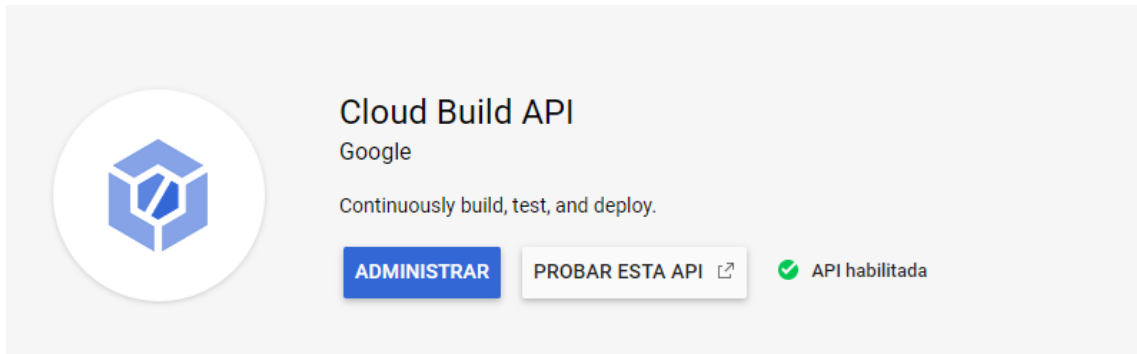 Cloud Build API
Google
Continuously build, test, and deploy.
ADMINISTRAR PROBAR ESTA API API habilitada